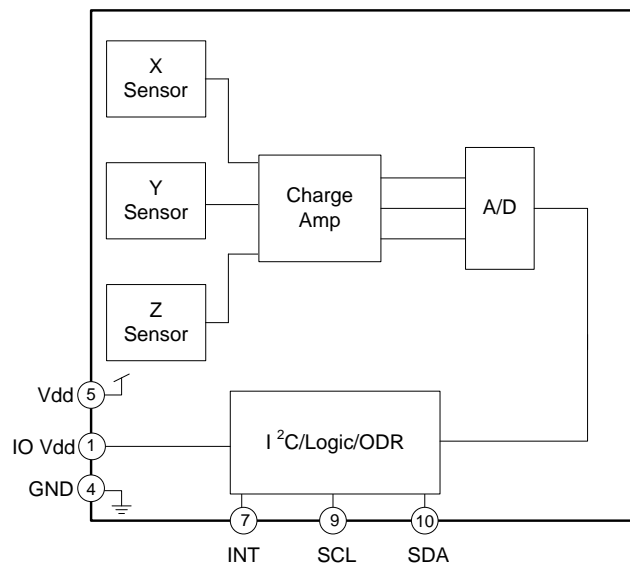 X
Sensor
Y
Sensor
Charge
Amp
A/D
Z
Sensor
Vdd 5
IO Vdd 1
I ²C/Logic/ODR
GND 4
7 9 10
INT SCL SDA